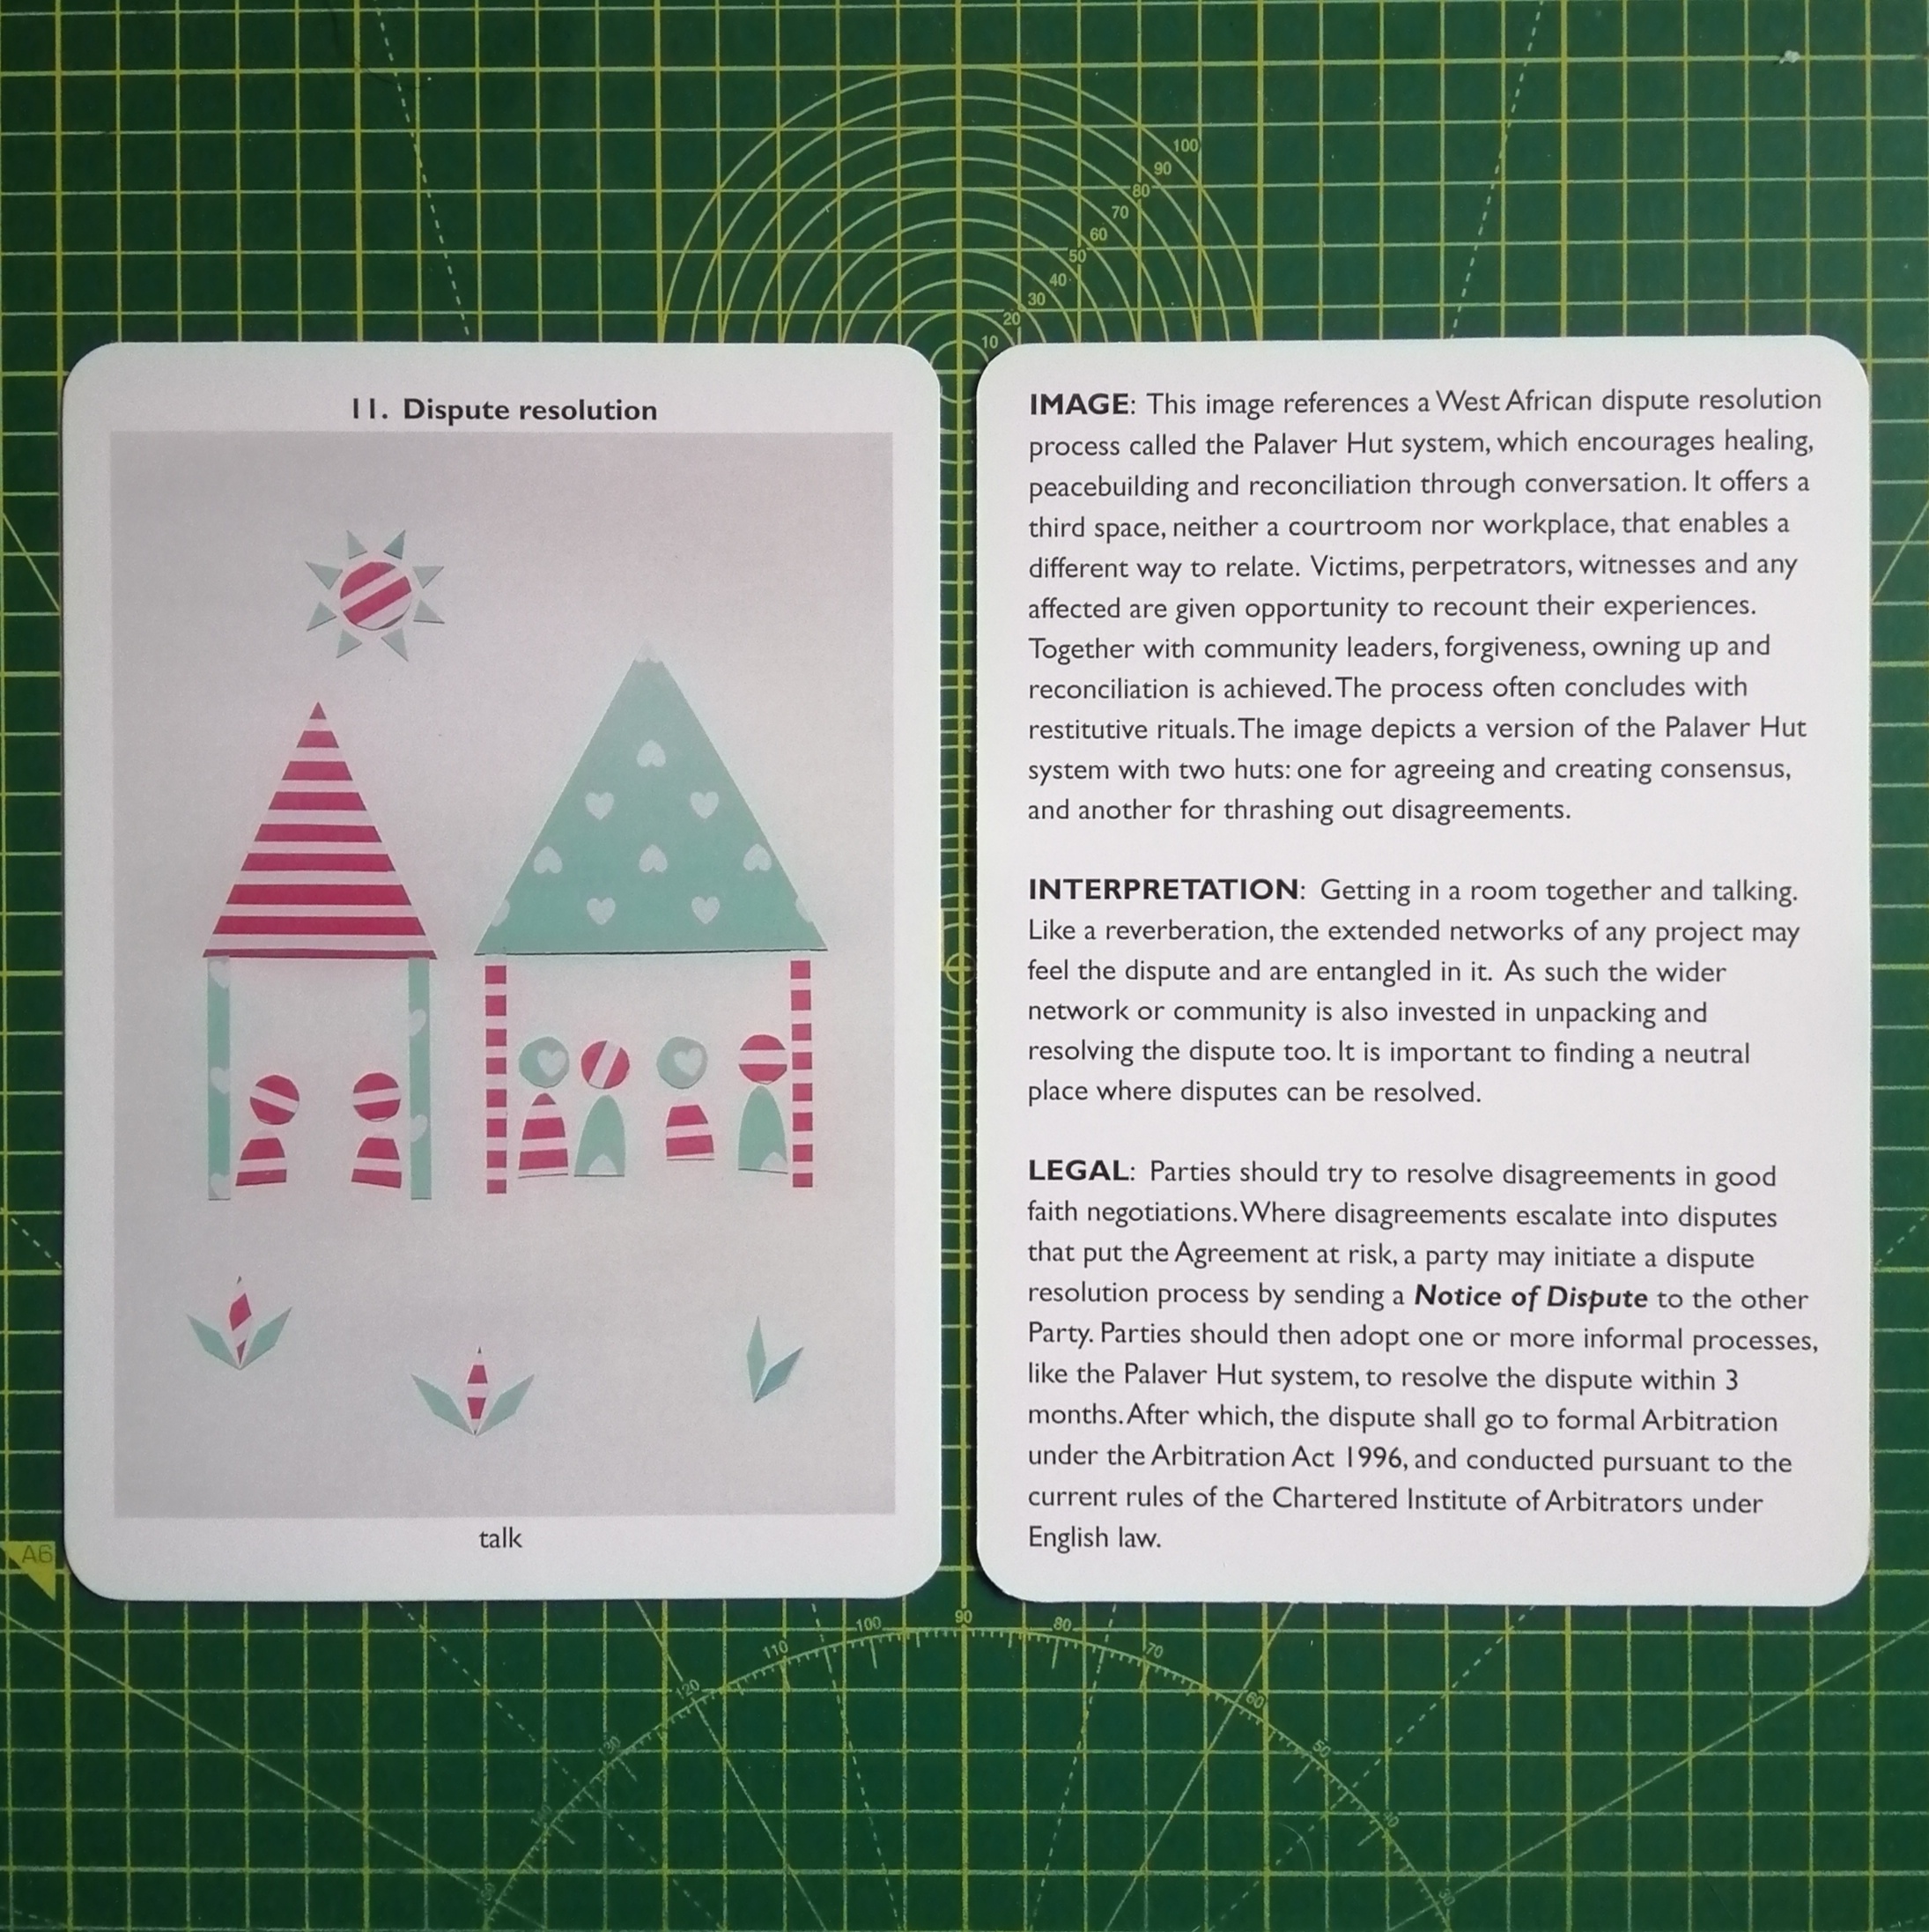 100
90
80
70
60
50
40
30
20
10
11. Dispute resolution
talk
IMAGE: This image references a West African dispute resolution
process called the Palaver Hut system, which encourages healing,
peacebuilding and reconciliation through conversation. It offers a
third space, neither a courtroom nor workplace, that enables a
different way to relate. Victims, perpetrators, witnesses and any
affected are given opportunity to recount their experiences.
Together with community leaders, forgiveness, owning up and
reconciliation is achieved. The process often concludes with
restitutive rituals. The image depicts a version of the Palaver Hut
system with two huts: one for agreeing and creating consensus,
and another for thrashing out disagreements.
INTERPRETATION: Getting in a room together and talking.
Like a reverberation, the extended networks of any project may
feel the dispute and are entangled in it. As such the wider
network or community is also invested in unpacking and
resolving the dispute too. It is important to finding a neutral
place where disputes can be resolved.
LEGAL: Parties should try to resolve disagreements in good
faith negotiations. Where disagreements escalate into disputes
that put the Agreement at risk, a party may initiate a dispute
resolution process by sending a Notice of Dispute to the other
Party. Parties should then adopt one or more informal processes,
like the Palaver Hut system, to resolve the dispute within 3
months. After which, the dispute shall go to formal Arbitration
under the Arbitration Act 1996, and conducted pursuant to the
current rules of the Chartered Institute of Arbitrators under
English law.
A6
150
140
130
120
110
100
90
80
70
60
50
40
30